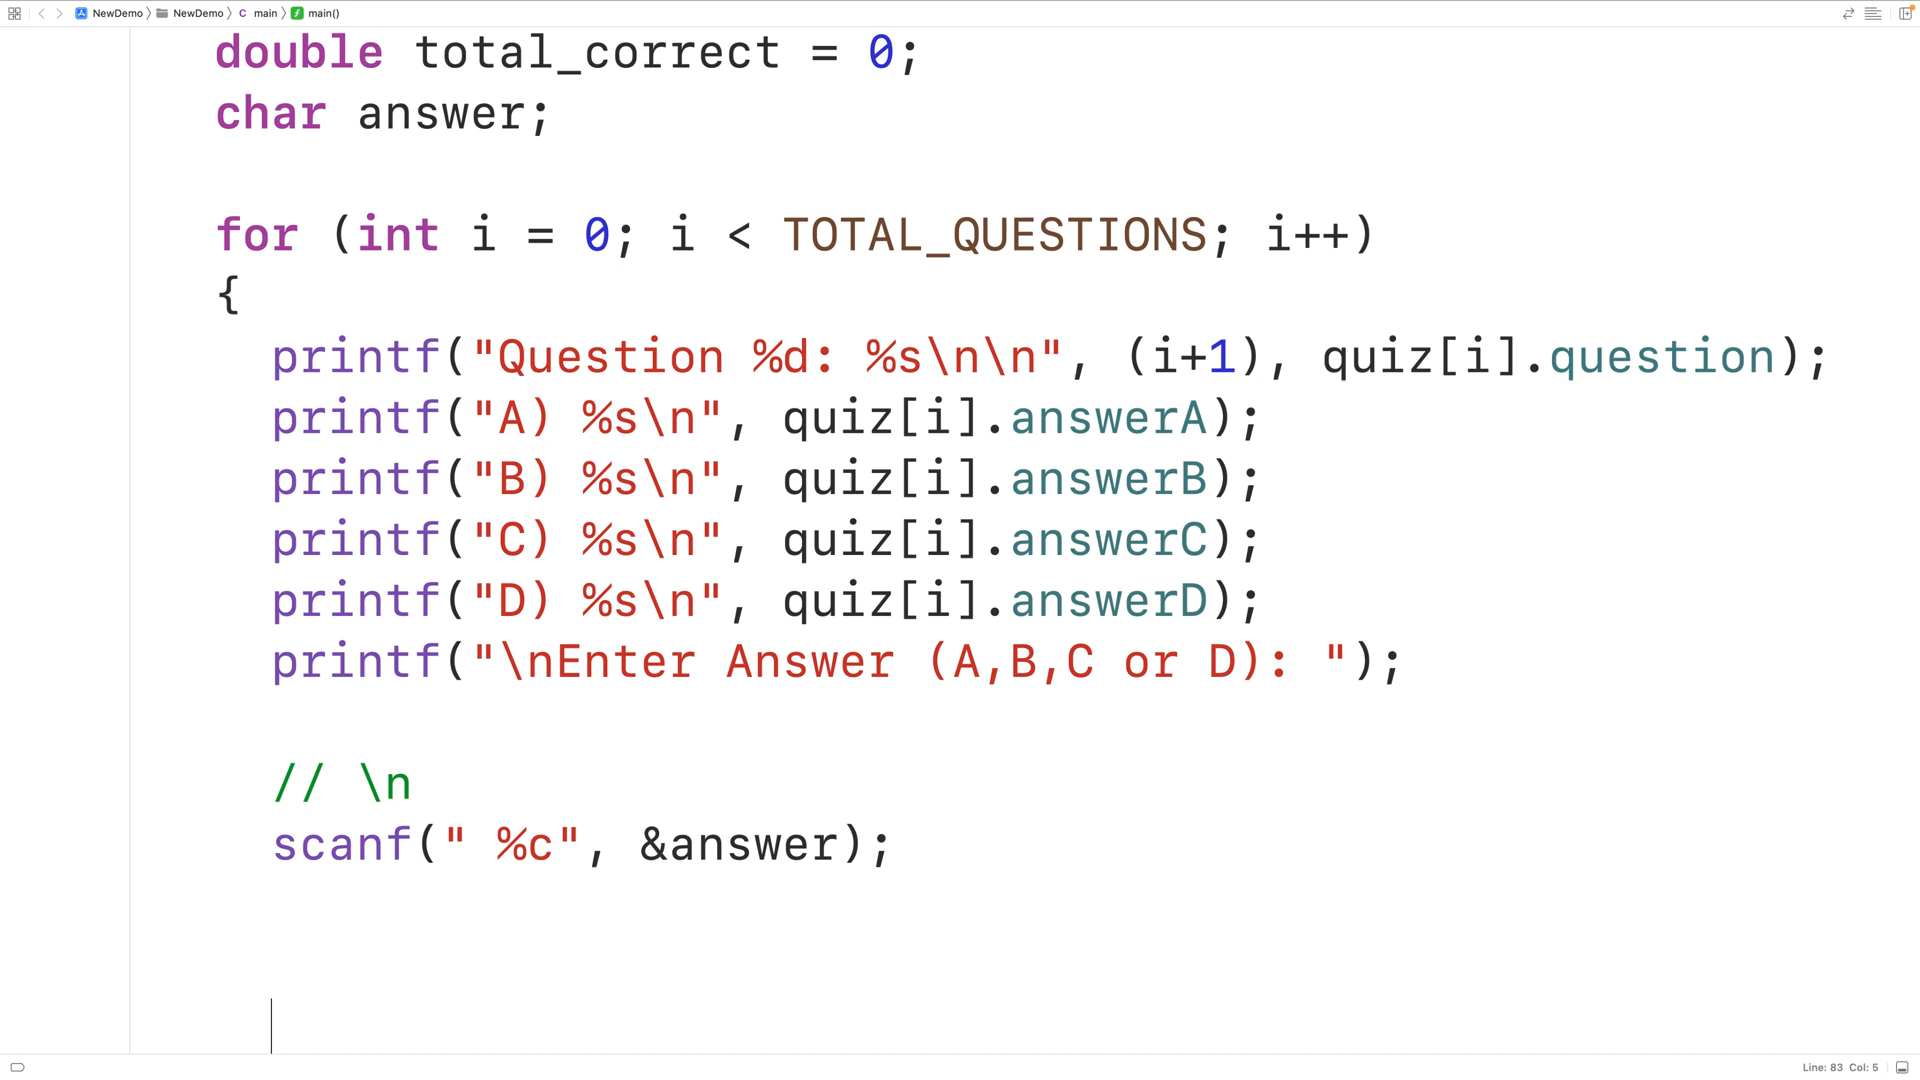 NewDemo 〉 NewDemo 〉 C main 〉 f main()
double total_correct = 0;
char answer;
for (int i = 0; i < TOTAL_QUESTIONS; i++)
{
printf("Question %d: %s\n\n", (i+1), quiz[i].question);
printf("A) %s\n", quiz[i].answerA);
printf("B) %s\n", quiz[i].answerB);
printf("C) %s\n", quiz[i].answerC);
printf("D) %s\n", quiz[i].answerD);
printf("\nEnter Answer (A,B,C or D): ");
// \n
scanf(" %c", &answer);
Line: 83 Col: 5